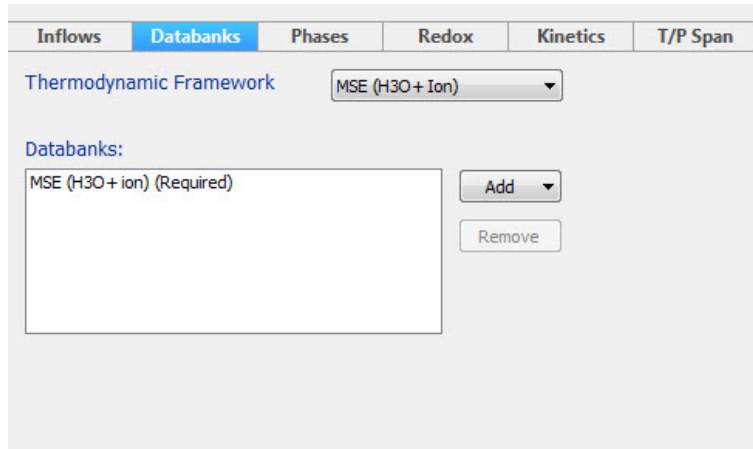 Inflows Databanks Phases Redox Kinetics T/P Span
Thermodynamic Framework MSE (H3O+ Ion)
Databanks:
MSE (H3O+ ion) (Required)
Add
Remove